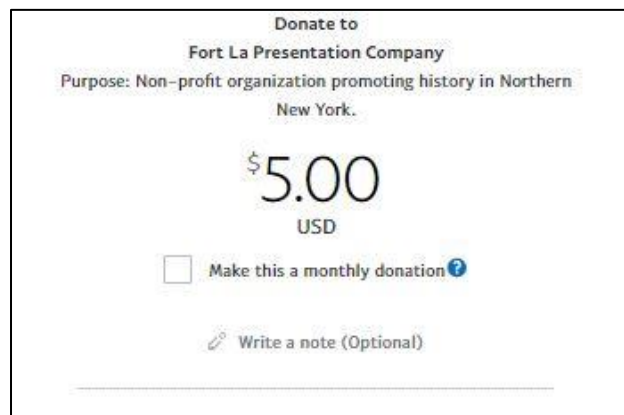 Donate to
Fort La Presentation Company
Purpose: Non-profit organization promoting history in Northern
New York.
$5.00
USD
Make this a monthly donation ?
Write a note (Optional)